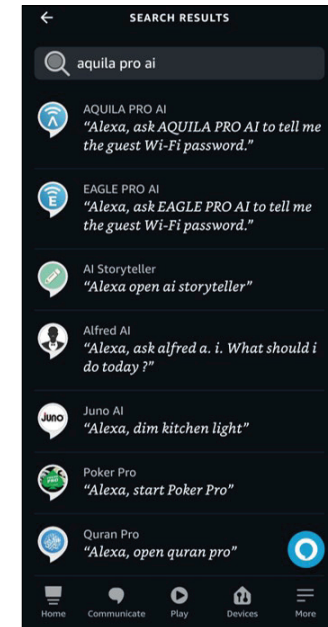 SEARCH RESULTS
aquila pro ai
AQUILA PRO AI
“Alexa, ask AQUILA PRO AI to tell me
the guest Wi-Fi password.”
EAGLE PRO AI
“Alexa, ask EAGLE PRO AI to tell me
the guest Wi-Fi password.”
AI Storyteller
“Alexa open ai storyteller”
Alfred AI
“Alexa, ask alfred a. i. What should i
do today ?”
JUNO
Juno AI
“Alexa, dim kitchen light”
Poker Pro
“Alexa, start Poker Pro”
Quran Pro
“Alexa, open quran pro”
Home Communicate Play Devices More